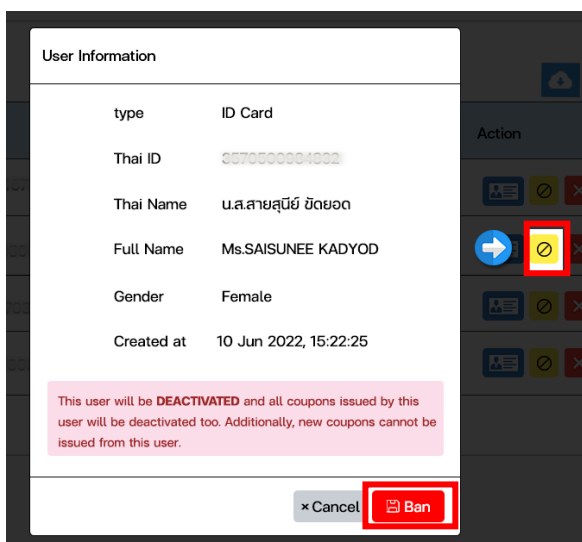 User Information
type ID Card
Action
Thai ID
Thai Name น.ส.สายสุนีย์ ขัดยอด
Full Name Ms.SAISUNEE KADYOD
Gender Female
Created at 10 Jun 2022, 15:22:25
This user will be DEACTIVATED and all coupons issued by this
user will be deactivated too. Additionally, new coupons cannot be
issued from this user.
× Cancel Ban